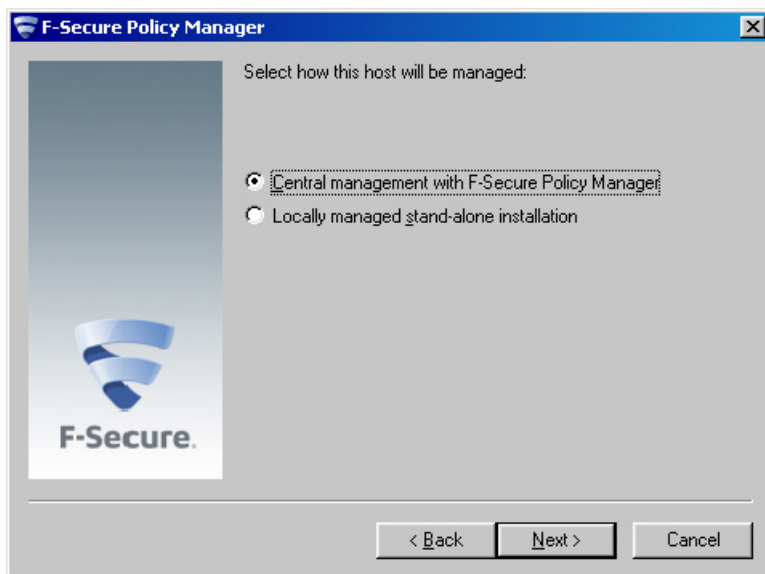 F-Secure Policy Manager
Select how this host will be managed:
Central management with F-Secure Policy Manager
Locally managed stand-alone installation
F-Secure.
< Back
Next >
Cancel